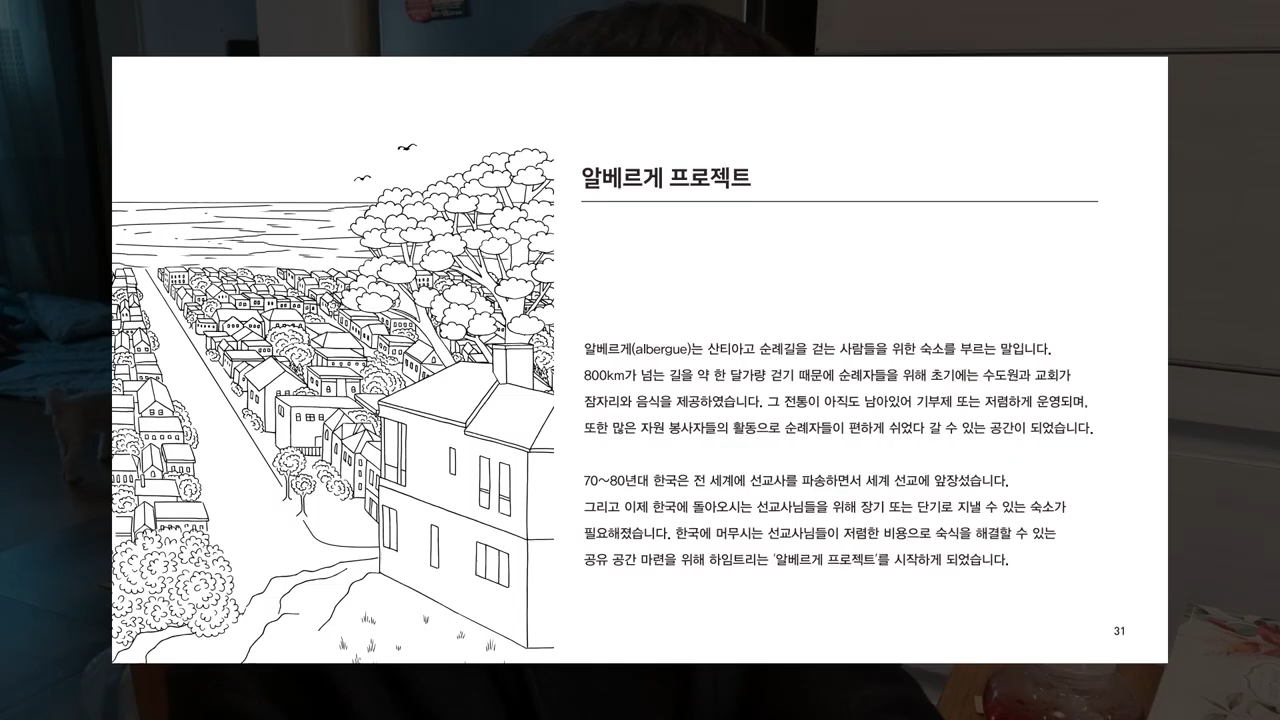 알베르게 프로젝트
알베르게(albergue)는 산티아고 순례길을 걷는 사람들을 위한 숙소를 부르는 말입니다.
800km가 넘는 길을 약 한 달가량 걷기 때문에 순례자들을 위해 초기에는 수도원과 교회가
잠자리와 음식을 제공하였습니다. 그 전통이 아직도 남아있어 기부제 또는 저렴하게 운영되며,
또한 많은 자원 봉사자들의 활동으로 순례자들이 편하게 쉬었다 갈 수 있는 공간이 되었습니다.
70~80년대 한국은 전 세계에 선교사를 파송하면서 세계 선교에 앞장섰습니다.
그리고 이제 한국에 돌아오시는 선교사님들을 위해 장기 또는 단기로 지낼 수 있는 숙소가
필요해졌습니다. 한국에 머무시는 선교사님들이 저렴한 비용으로 숙식을 해결할 수 있는
공유 공간 마련을 위해 하임트리는 '알베르게 프로젝트'를 시작하게 되었습니다.
31